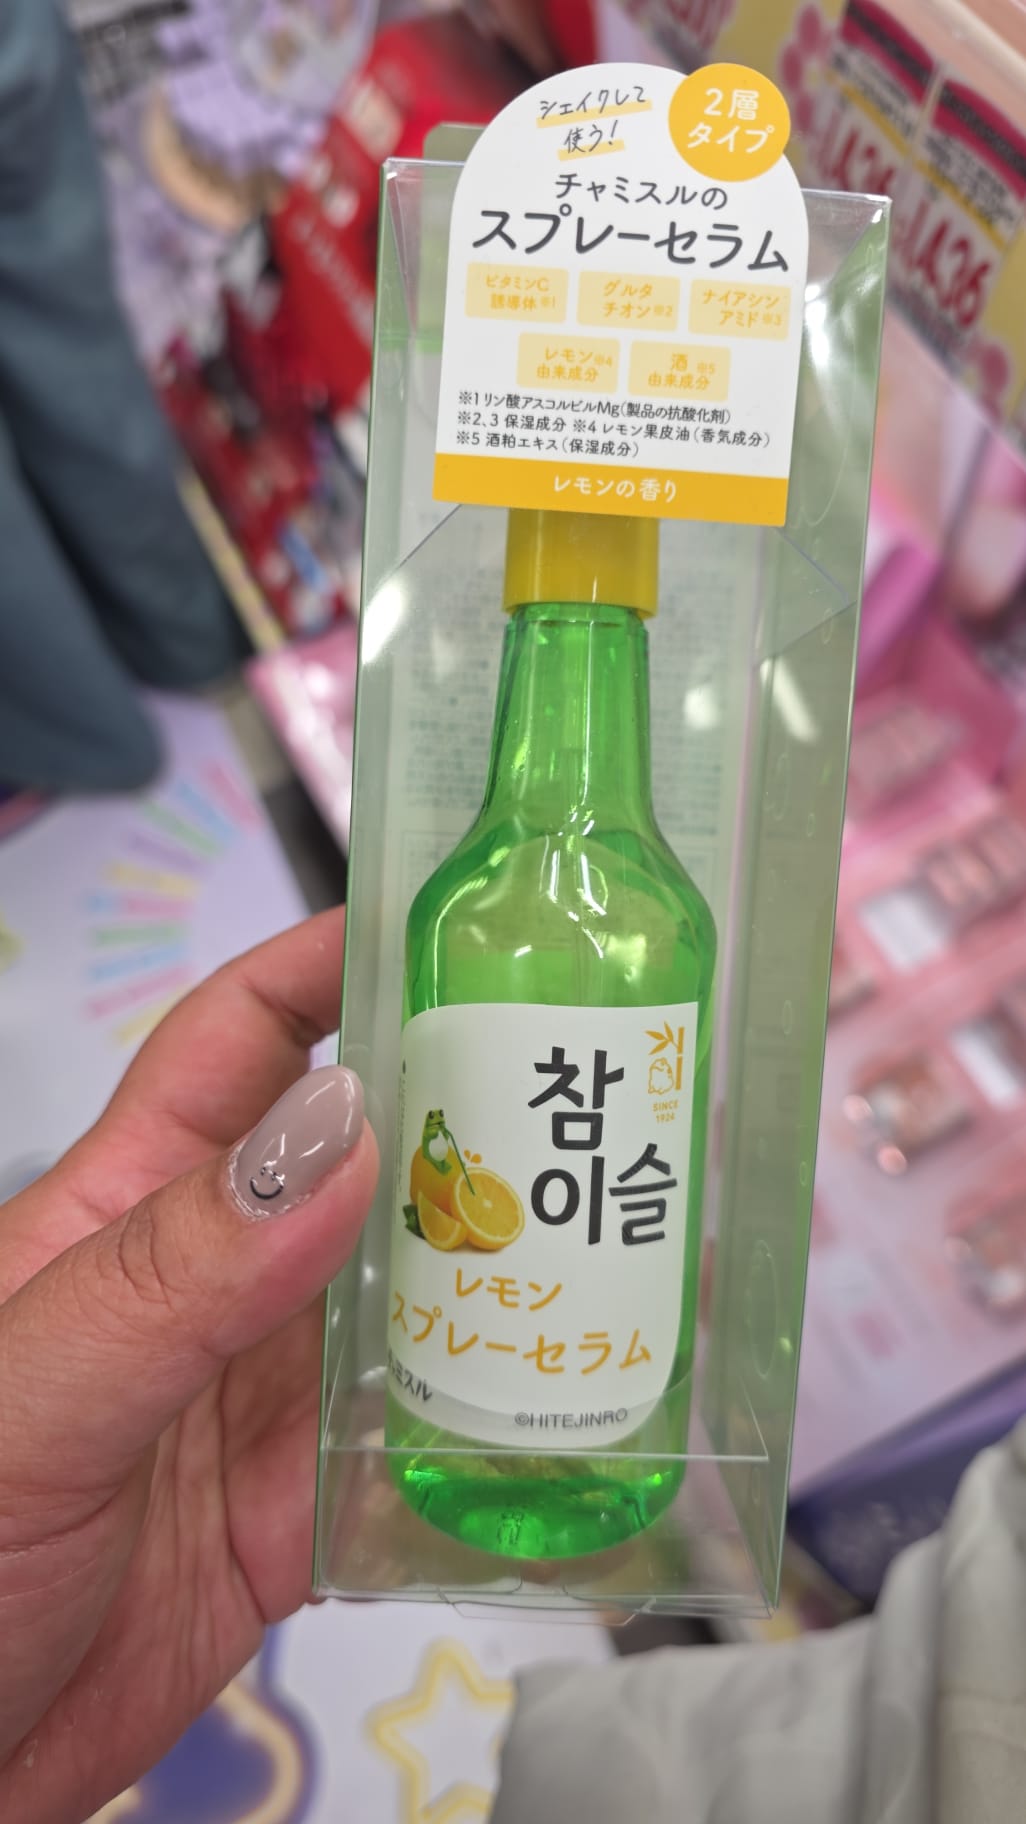 シェイクして
使う!
2層
タイプ
チャミスルの
スプレーセラム
ビタミンC
誘導体※1
グルタ
チオン※2
ナイアシン
アミド※3
レモン※4
由来成分
酒※5
由来成分
※1 リン酸アスコルビルMg(製品の抗酸化剤)
※2、3 保湿成分 ※4 レモン果皮油(香気成分)
※5 酒粕エキス(保湿成分)
レモンの香り
SINCE
1924
참
이슬
レモン
スプレーセラム
ミスル
©HITEJINRO